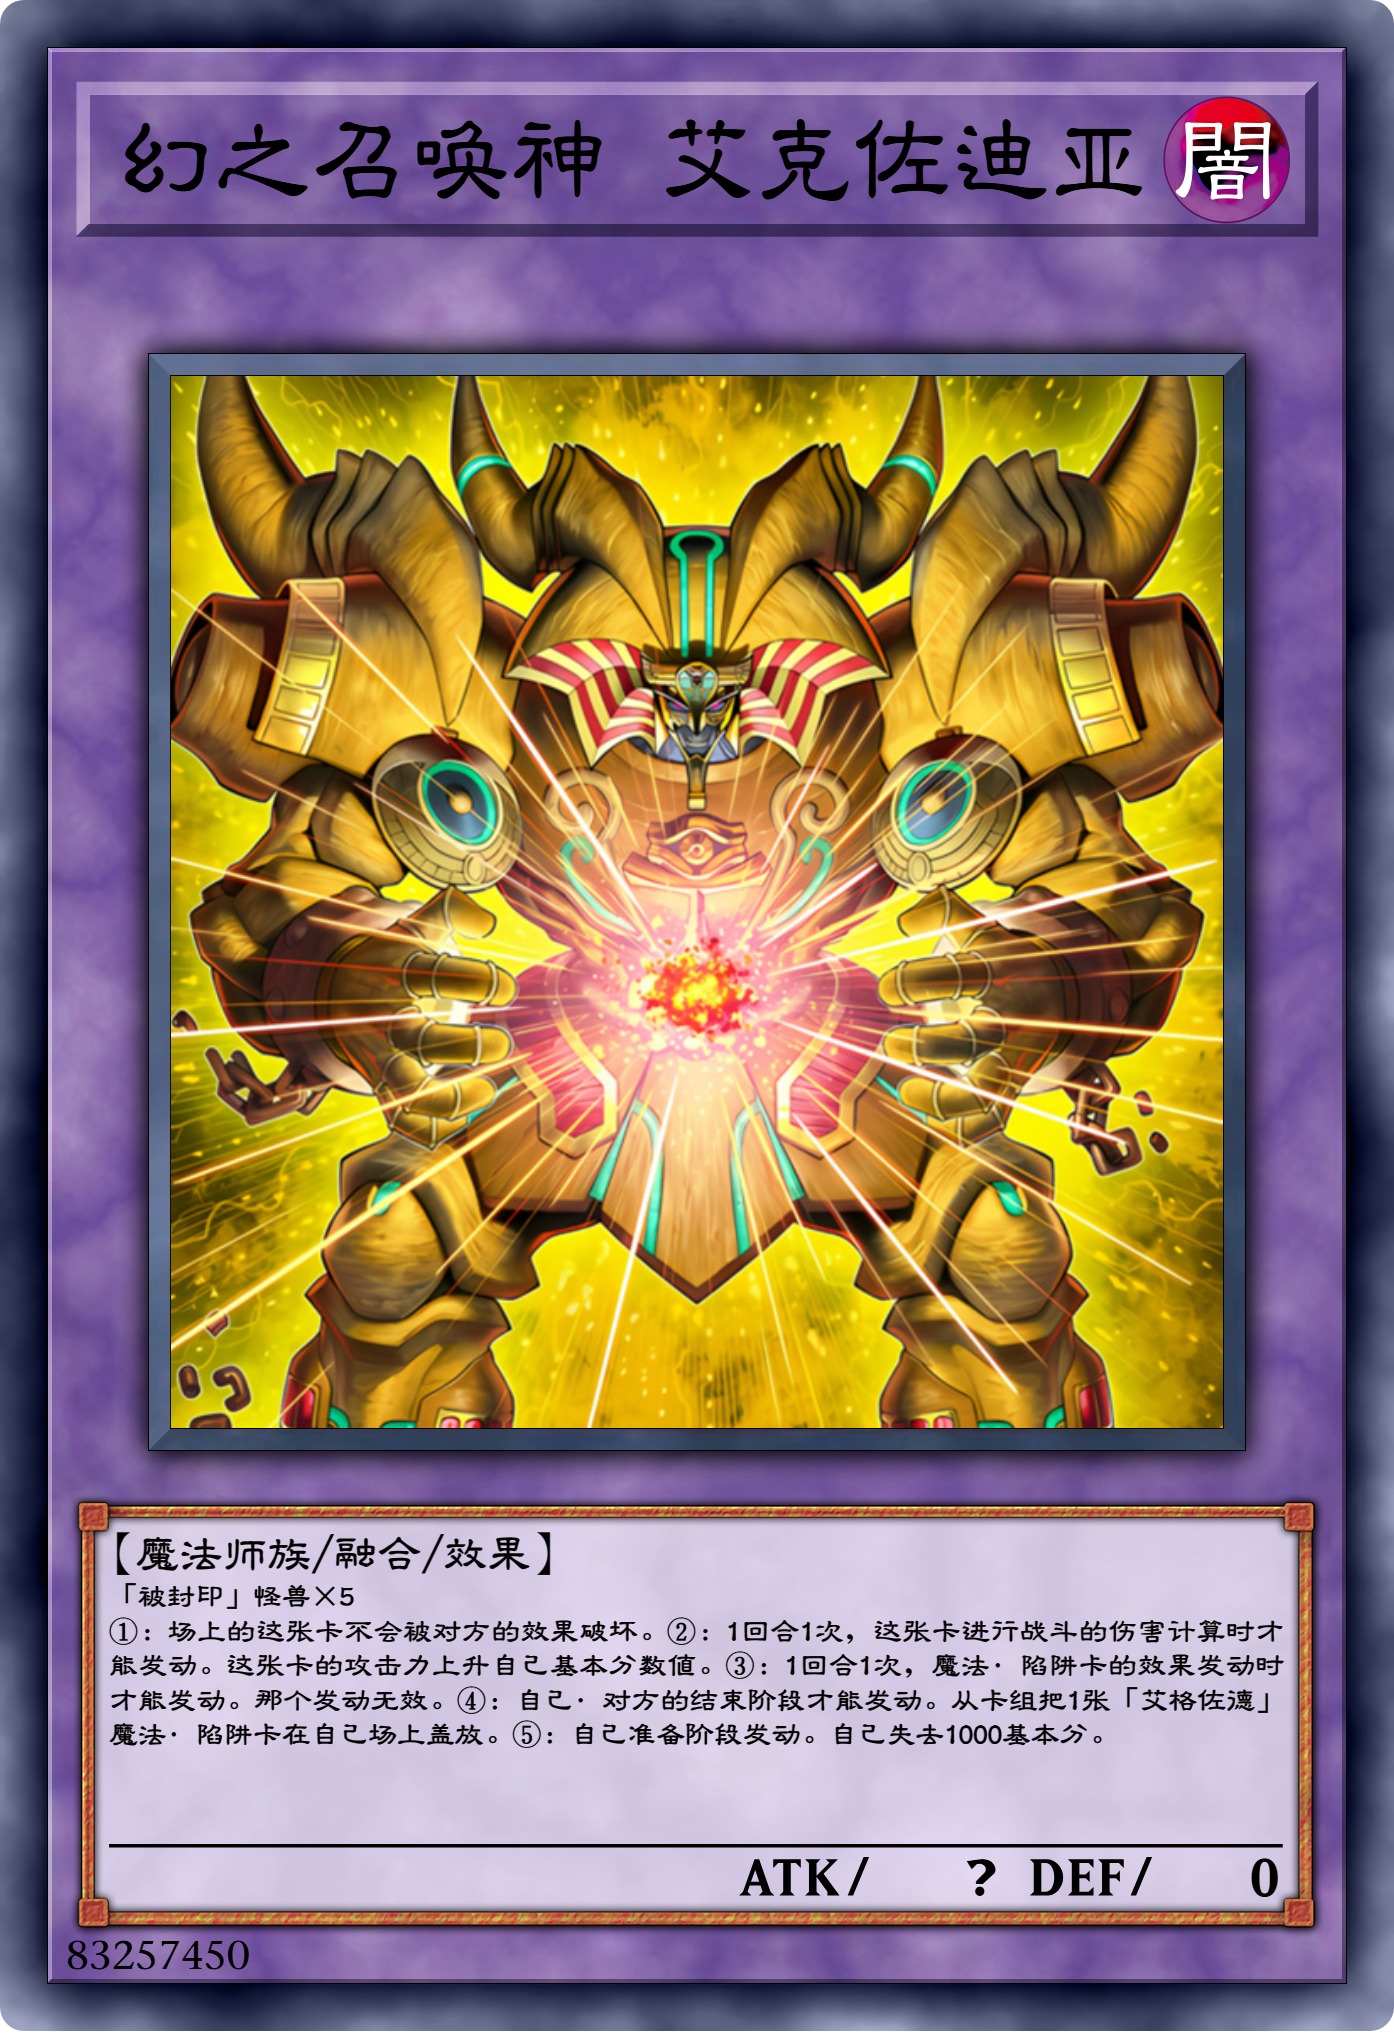 幻之召唤神 艾克佐迪亚 闇
【魔法师族/融合/效果】
「被封印」怪兽×5
①：场上的这张卡不会被对方的效果破坏。②：1回合1次，这张卡进行战斗的伤害计算时才
能发动。这张卡的攻击力上升自己基本分数值。③：1回合1次，魔法·陷阱卡的效果发动时
才能发动。那个发动无效。④：自己·对方的结束阶段才能发动。从卡组把1张「艾格佐德」
魔法·陷阱卡在自己场上盖放。⑤：自己准备阶段发动。自己失去1000基本分。
ATK/ ? DEF/ 0
83257450